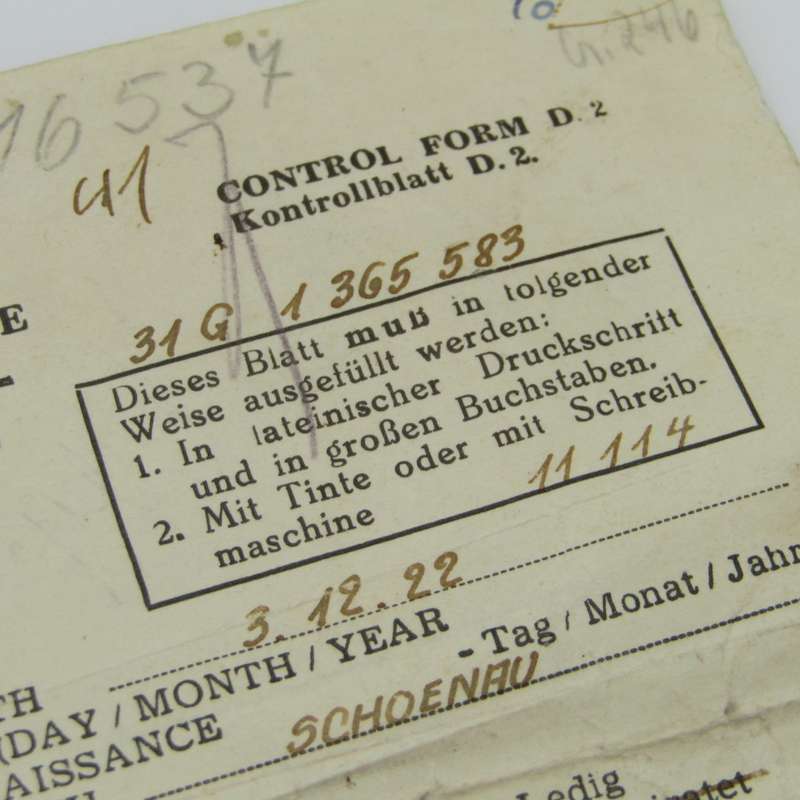 10
16537
41
CONTROL FORM D. 2
Kontrollblatt D. 2.
E
31 G 1 365 583
Dieses Blatt muß in folgender
Weise ausgefüllt werden:
1. In lateinischer Druckschrift
und in großen Buchstaben.
2. Mit Tinte oder mit Schreib-
maschine
11 114
3.12.22
TH
(DAY / MONTH / YEAR - Tag / Monat / Jahr
AISSANCE SCHOENAU
Ledig